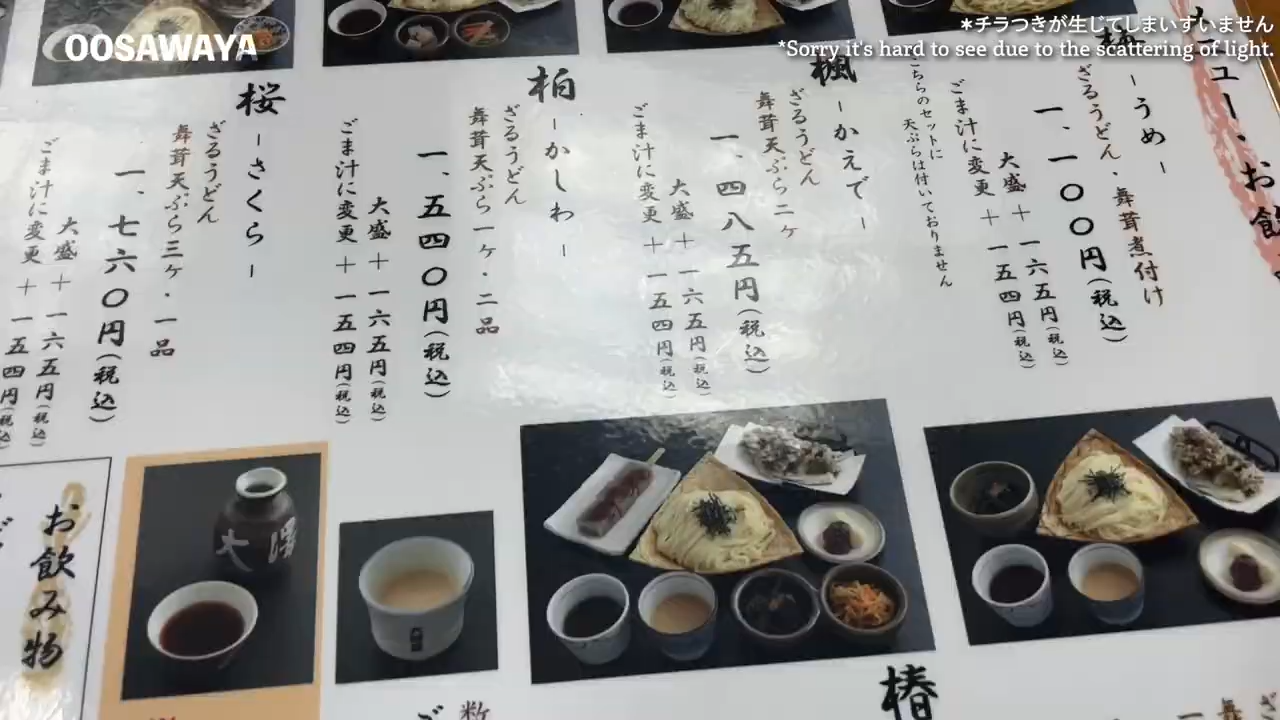 OOSAWAYA
*チラつきが生じてしまいすいません
*Sorry it's hard to see due to the scattering of light.
ュー、お飲
梅
-うめ-
ざるうどん・舞茸煮付け
一、一〇〇円(税込)
大盛+一六五円(税込)
ごま汁に変更+一五四円(税込)
こちらのセットに
天ぷらは付いておりません
楓
-かえで-
ざるうどん
舞茸天ぷら二ヶ
一、四八五円(税込)
大盛+一六五円(税込)
ごま汁に変更+一五四円(税込)
柏
-かしわ-
ざるうどん
舞茸天ぷら一ヶ・二品
一、五四〇円(税込)
大盛+一六五円(税込)
ごま汁に変更+一五四円(税込)
桜
-さくら-
ざるうどん
舞茸天ぷら三ヶ・一品
一、七六〇円(税込)
大盛+一六五円(税込)
ごま汁に変更+一五四円(税込)
椿
大澤
お飲み物